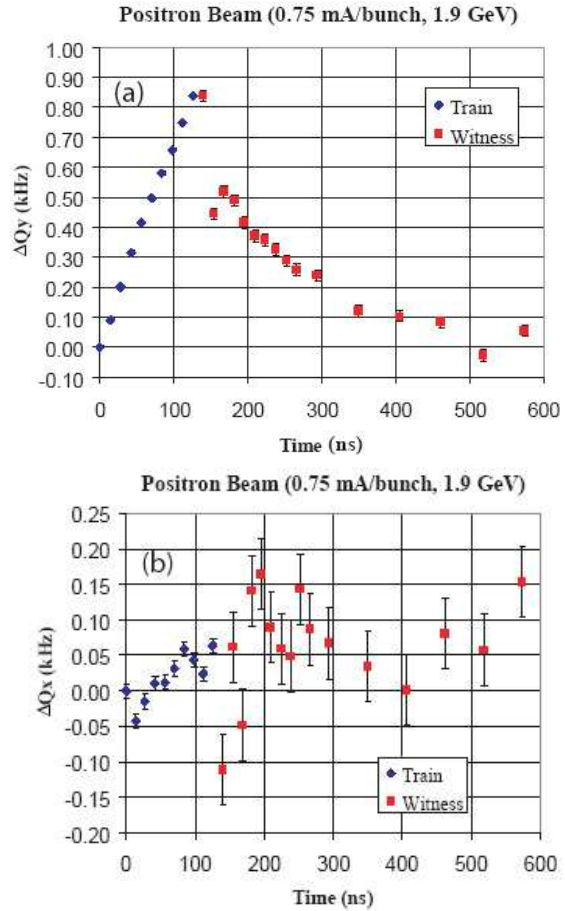 Positron Beam (0.75 mA/bunch, 1.9 GeV)
1.00
0.90
0.80
0.70
0.60
0.50
0.40
0.30
0.20
0.10
0.00
-0.10
ΔQy (kHz)
(a)
Train
Witness
0 100 200 300 400 500 600
Time (ns)
Positron Beam (0.75 mA/bunch, 1.9 GeV)
0.25
0.20
0.15
0.10
0.05
0.00
-0.05
-0.10
-0.15
-0.20
ΔQx (kHz)
(b)
Train
Witness
0 100 200 300 400 500 600
Time (ns)